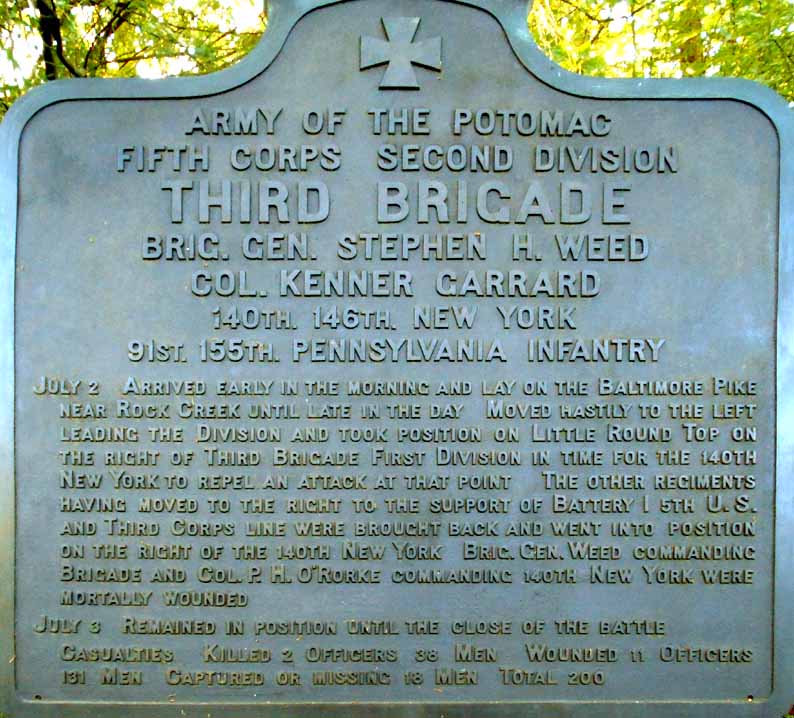 ARMY OF THE POTOMAC
FIFTH CORPS SECOND DIVISION
THIRD BRIGADE
BRIG. GEN. STEPHEN H. WEED
COL. KENNER GARRARD
140TH. 146TH. NEW YORK
91ST. 155TH. PENNSYLVANIA INFANTRY
JULY 2 ARRIVED EARLY IN THE MORNING AND LAY ON THE BALTIMORE PIKE
NEAR ROCK CREEK UNTIL LATE IN THE DAY MOVED HASTILY TO THE LEFT
LEADING THE DIVISION AND TOOK POSITION ON LITTLE ROUND TOP ON
THE RIGHT OF THIRD BRIGADE FIRST DIVISION IN TIME FOR THE 140TH
NEW YORK TO REPEL AN ATTACK AT THAT POINT THE OTHER REGIMENTS
HAVING MOVED TO THE RIGHT TO THE SUPPORT OF BATTERY I 5TH U.S.
AND THIRD CORPS LINE WERE BROUGHT BACK AND WENT INTO POSITION
ON THE RIGHT OF THE 140TH NEW YORK BRIG. GEN. WEED COMMANDING
BRIGADE AND COL. P. H. O'RORKE COMMANDING 140TH NEW YORK WERE
MORTALLY WOUNDED
JULY 3 REMAINED IN POSITION UNTIL THE CLOSE OF THE BATTLE
CASUALTIES KILLED 2 OFFICERS 38 MEN WOUNDED 11 OFFICERS
131 MEN CAPTURED OR MISSING 18 MEN TOTAL 200